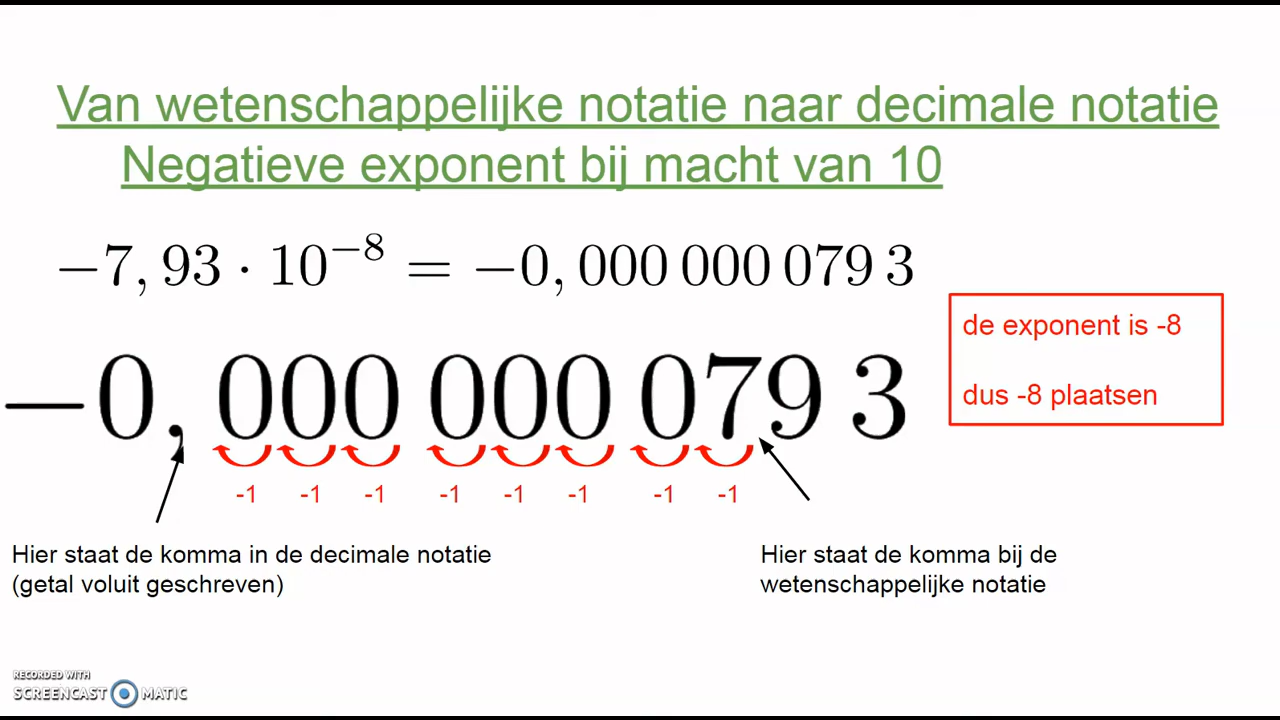 Van wetenschappelijke notatie naar decimale notatie
Negatieve exponent bij macht van 10
−7,93 · 10⁻⁸ = −0,000 000 079 3
de exponent is -8
dus -8 plaatsen
−0, 000 000 079 3
-1 -1 -1 -1 -1 -1 -1 -1
Hier staat de komma in de decimale notatie
(getal voluit geschreven)
Hier staat de komma bij de
wetenschappelijke notatie
RECORDED WITH
SCREENCAST MATIC